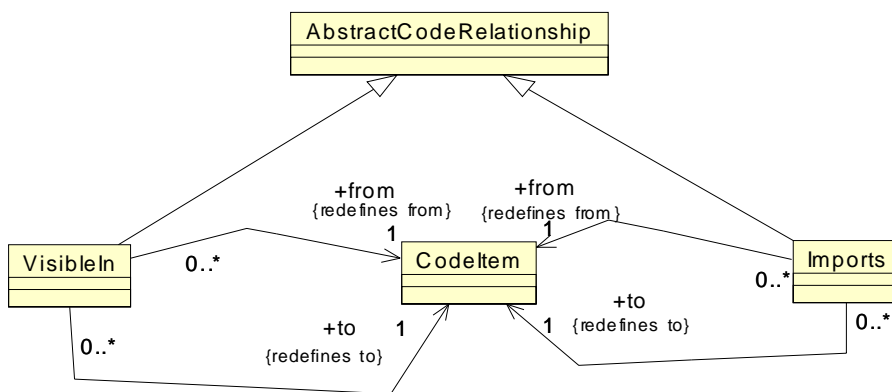 AbstractCodeRelationship
+from
{redefines from}
1
+from
{redefines from}
1
VisibleIn
0..*
CodeItem
Imports
0..*
0..*
+to
{redefines to}
1
+to
{redefines to}
1
0..*